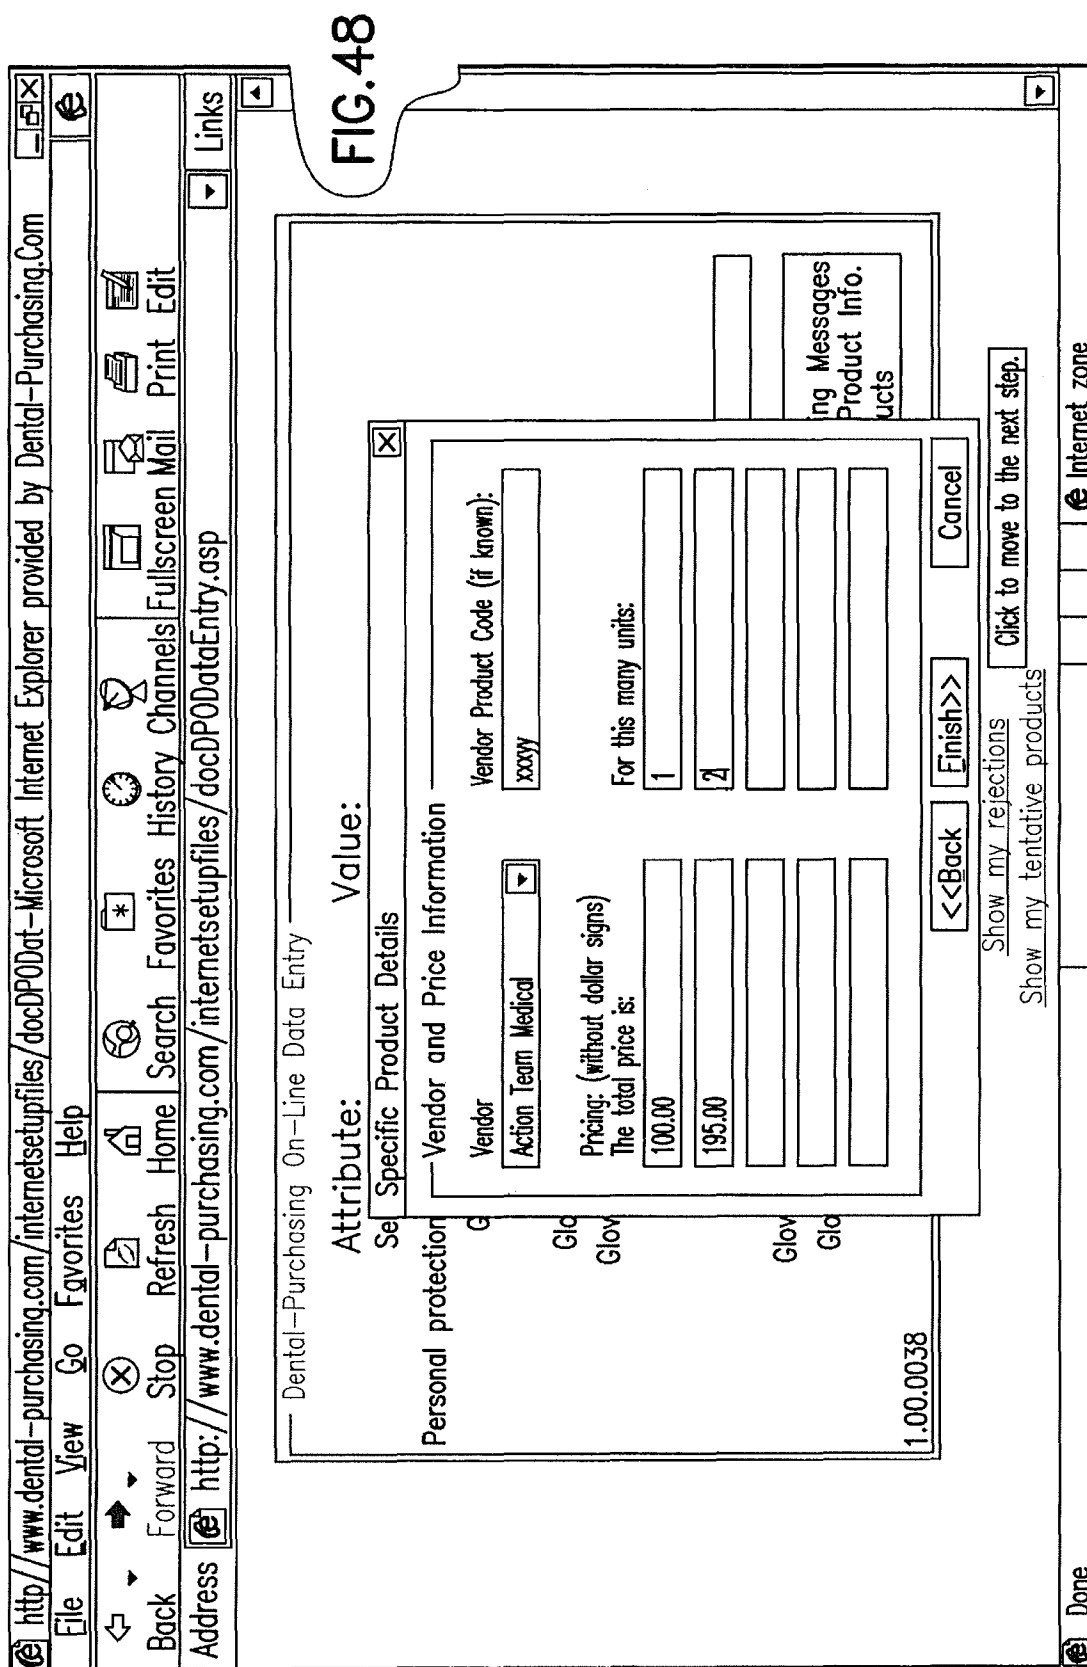 FIG.48
http//www.dental-purchasing.com/internetsetupfiles/docDPODat-Microsoft Internet Explorer provided by Dental-Purchasing.Com
File Edit View Go Favorites Help
Back Forward Stop Refresh Home Search Favorites History Channels Fullscreen Mail Print Edit
Address http://www.dental-purchasing.com/internetsetupfiles/docDPODataEntry.asp Links
Dental-Purchasing On-Line Data Entry
Attribute: Value:
Se
Specific Product Details
Personal protection
Vendor and Price Information
G
Vendor Vendor Product Code (if known):
Action Team Medical xxxyy
Glo
Glov
Pricing: (without dollar signs)
The total price is: For this many units:
100.00 1
195.00 2
Glov
Glo
ing Messages
Product Info.
ucts
1.00.0038
<<Back Finish>> Cancel
Show my rejections
Click to move to the next step.
Show my tentative products
Done Internet zone